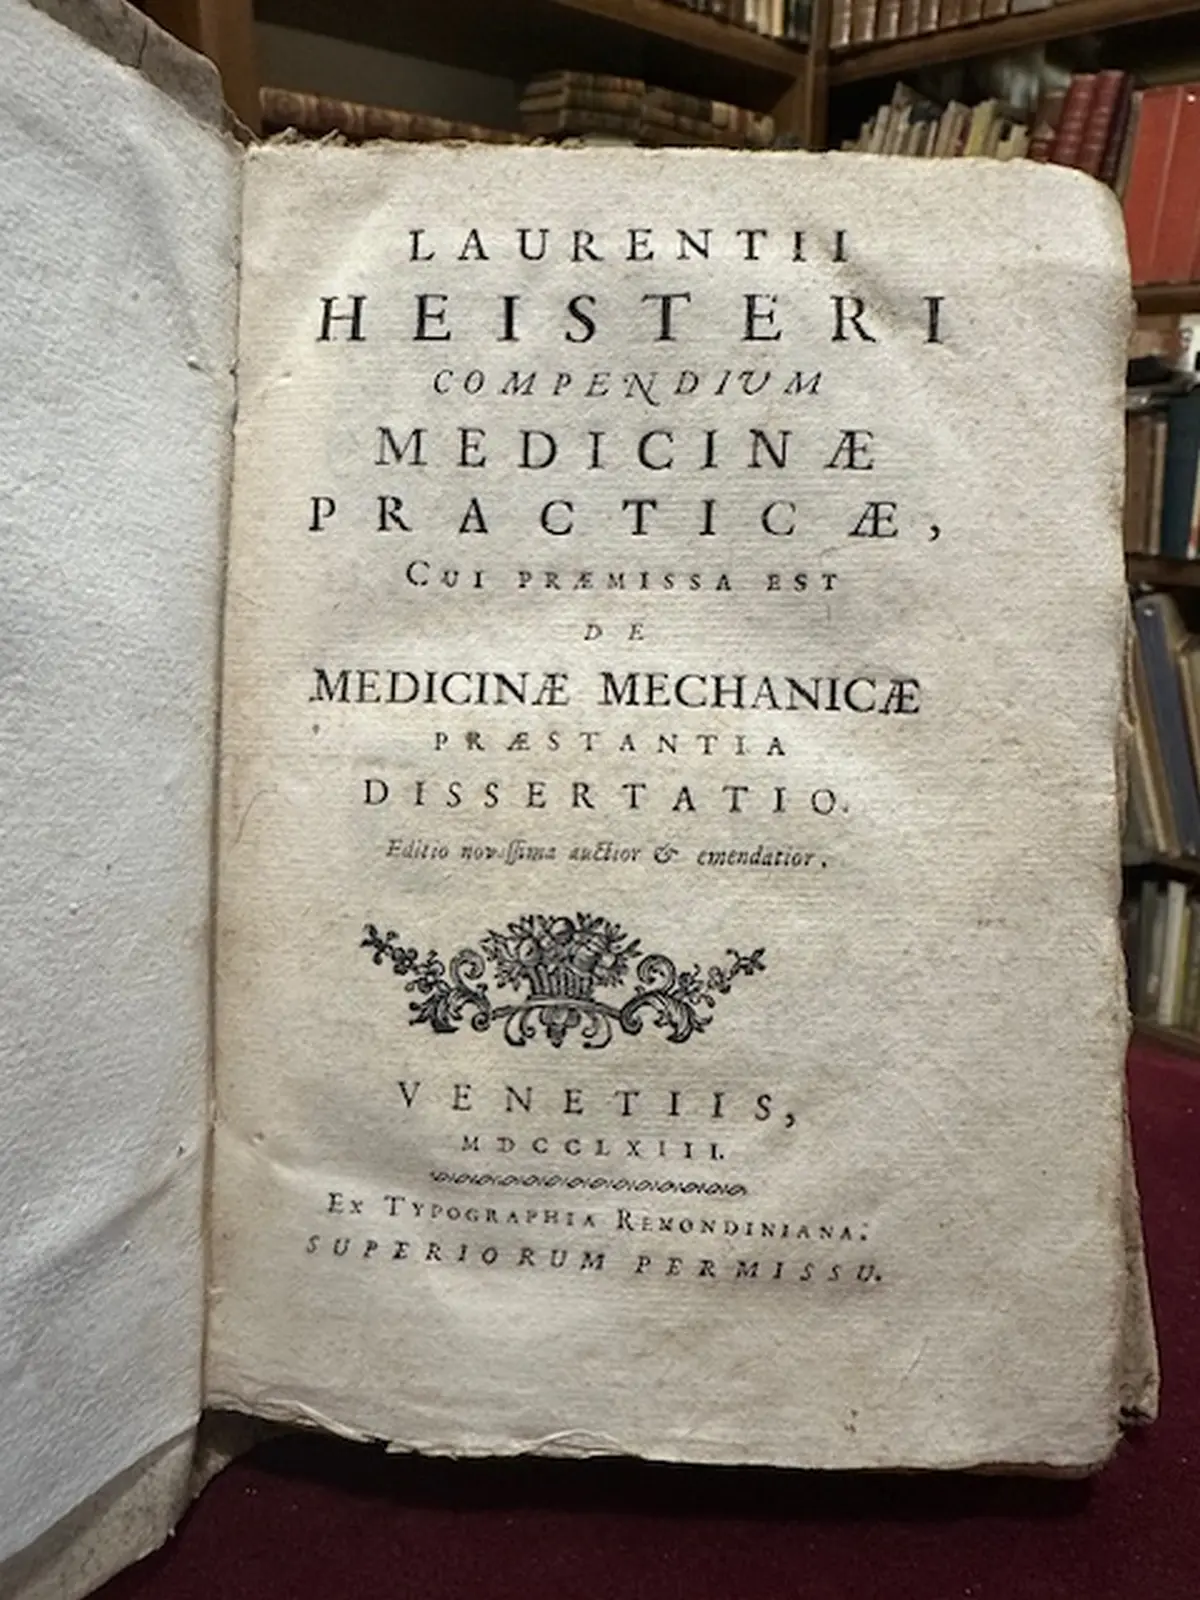 LAURENTII
HEISTERI
COMPENDIUM
MEDICINÆ
PRACTICÆ,
CUI PRÆMISSA EST
DE
MEDICINÆ MECHANICÆ
PRÆSTANTIA
DISSERTATIO.
Editio novissima auctior & emendatior.
VENETIIS,
MDCCLXIII.
EX TYPOGRAPHIA REMONDINIANA.
SUPERIORUM PERMISSU.